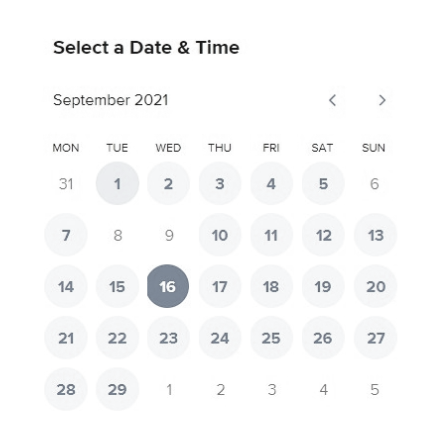 Select a Date & Time
September 2021
MON TUE WED THU FRI SAT SUN
31 1 2 3 4 5 6
7 8 9 10 11 12 13
14 15 16 17 18 19 20
21 22 23 24 25 26 27
28 29 1 2 3 4 5